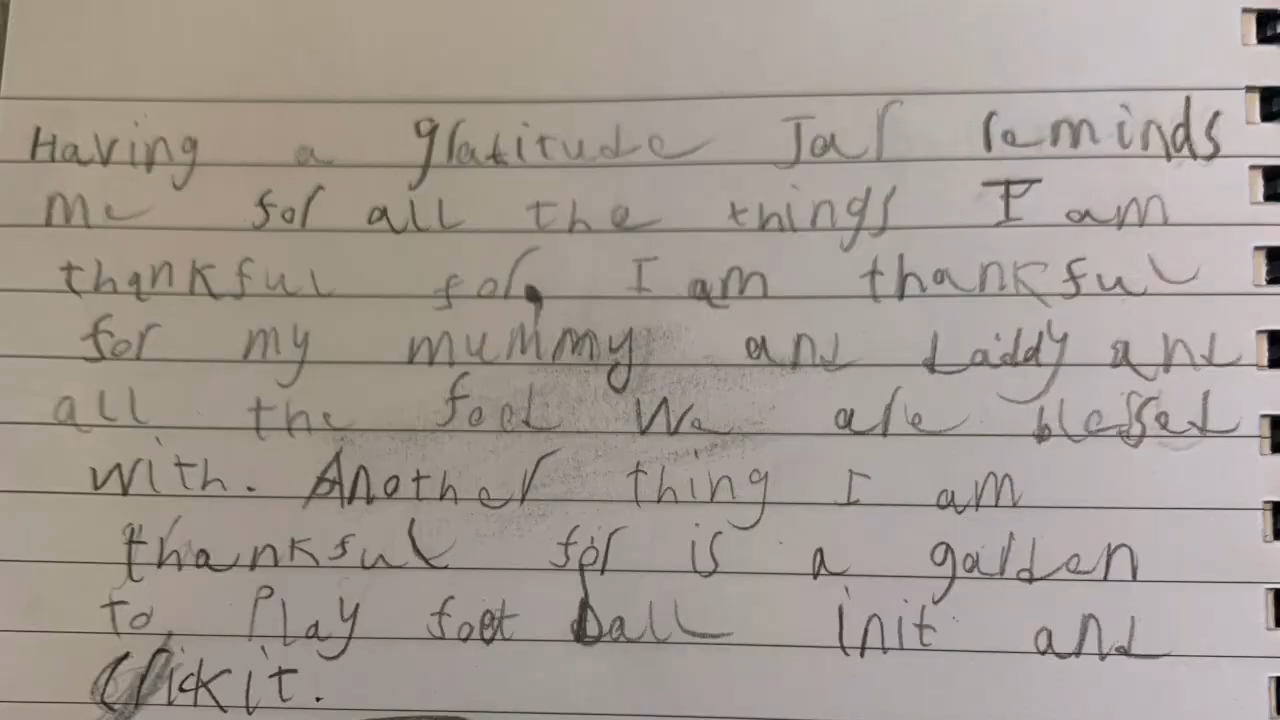 Having a gratitude Jar reminds
me for all the things I am
thankful for. I am thankful
for my mummy and daddy and
all the food we are blessed
with. Another thing I am
thankful for is a garden
to play foot ball init and
Crickit.